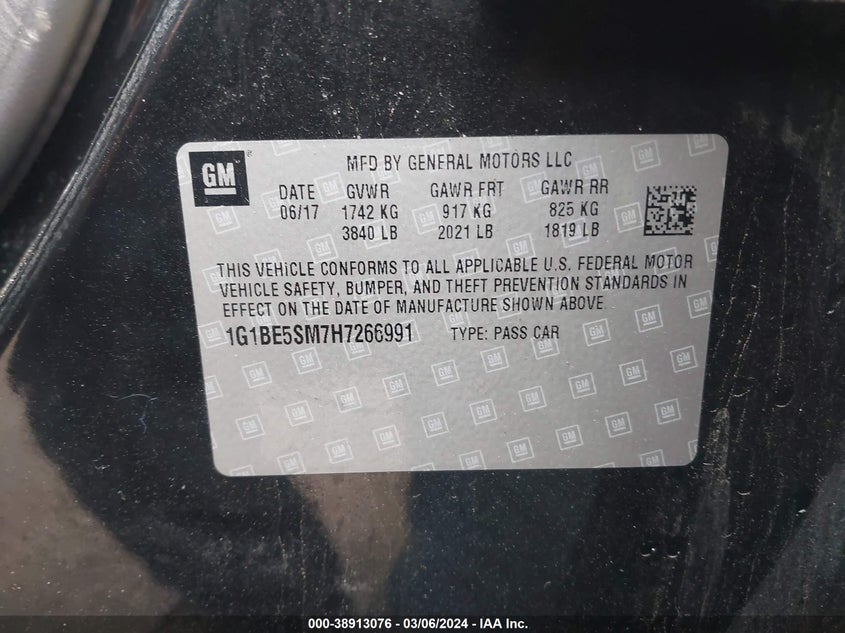 GM
MFD BY GENERAL MOTORS LLC
DATE GVWR GAWR FRT GAWR RR
06/17 1742 KG 917 KG 825 KG
3840 LB 2021 LB 1819 LB
THIS VEHICLE CONFORMS TO ALL APPLICABLE U.S. FEDERAL MOTOR
VEHICLE SAFETY, BUMPER, AND THEFT PREVENTION STANDARDS IN
EFFECT ON THE DATE OF MANUFACTURE SHOWN ABOVE.
1G1BE5SM7H7266991 TYPE: PASS CAR
000-38913076 - 03/06/2024 - IAA Inc.